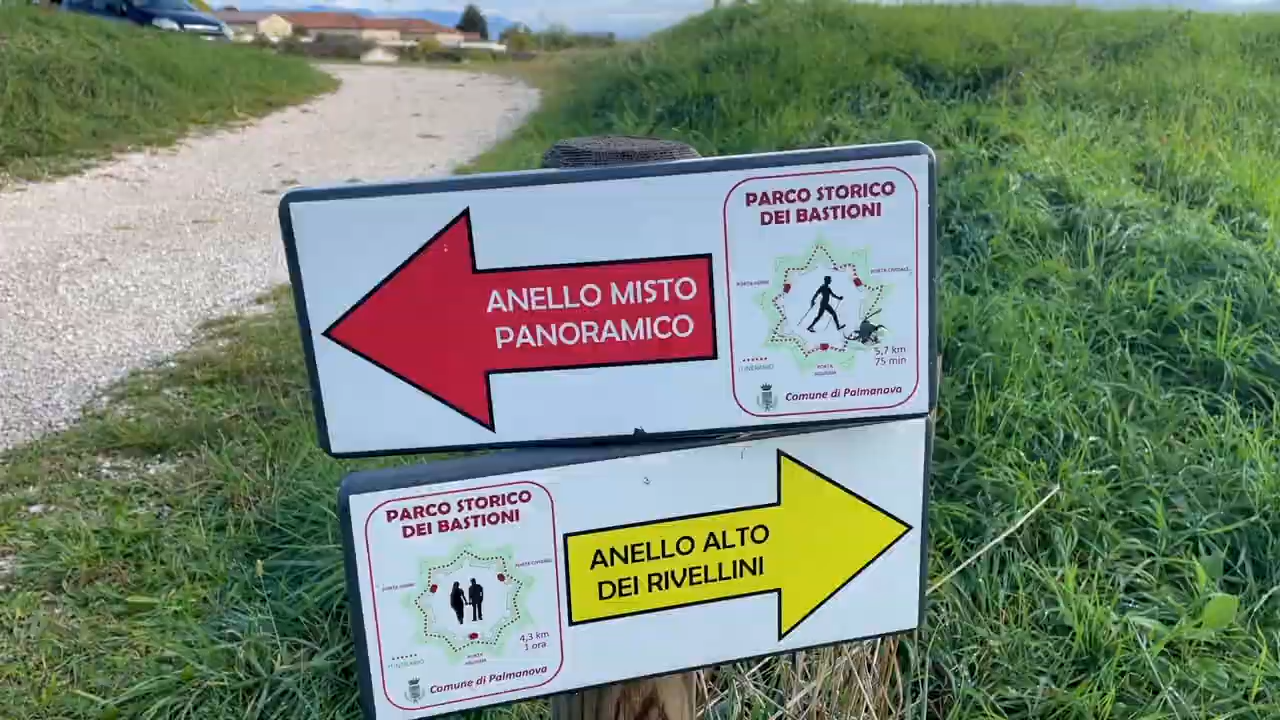 ANELLO MISTO
PANORAMICO
PARCO STORICO
DEI BASTIONI
PORTA UDINE
PORTA CIVIDALE
5,7 km
75 min
ITINERARIO
PORTA
AQUILEIA
Comune di Palmanova
PARCO STORICO
DEI BASTIONI
PORTA UDINE
PORTA CIVIDALE
4,3 km
1 ora
ITINERARIO
PORTA
AQUILEIA
Comune di Palmanova
ANELLO ALTO
DEI RIVELLINI